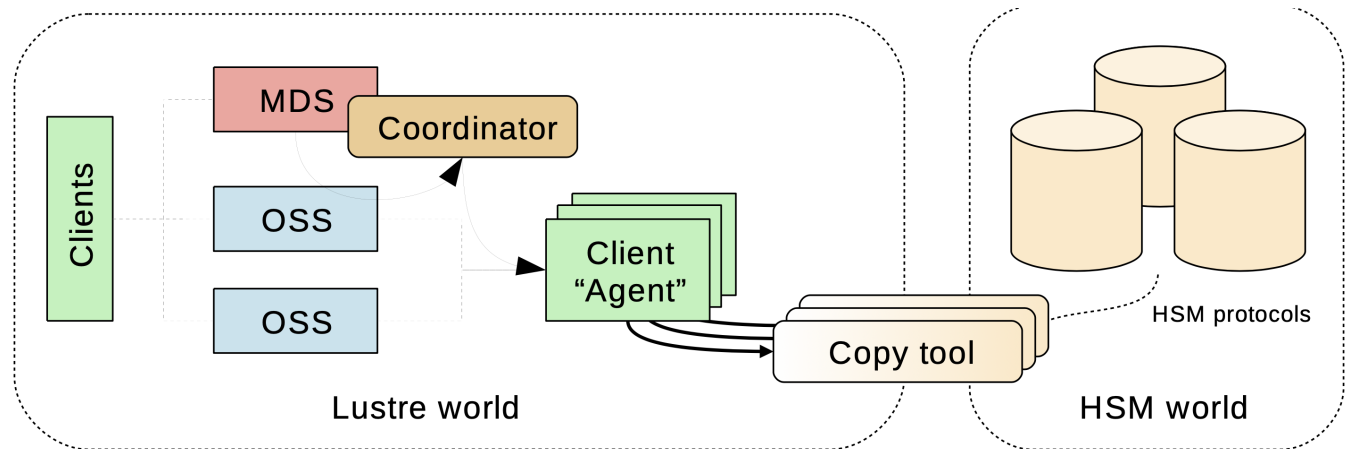 MDS
Coordinator
Clients
OSS
Client
“Agent”
OSS
HSM protocols
Copy tool
Lustre world
HSM world